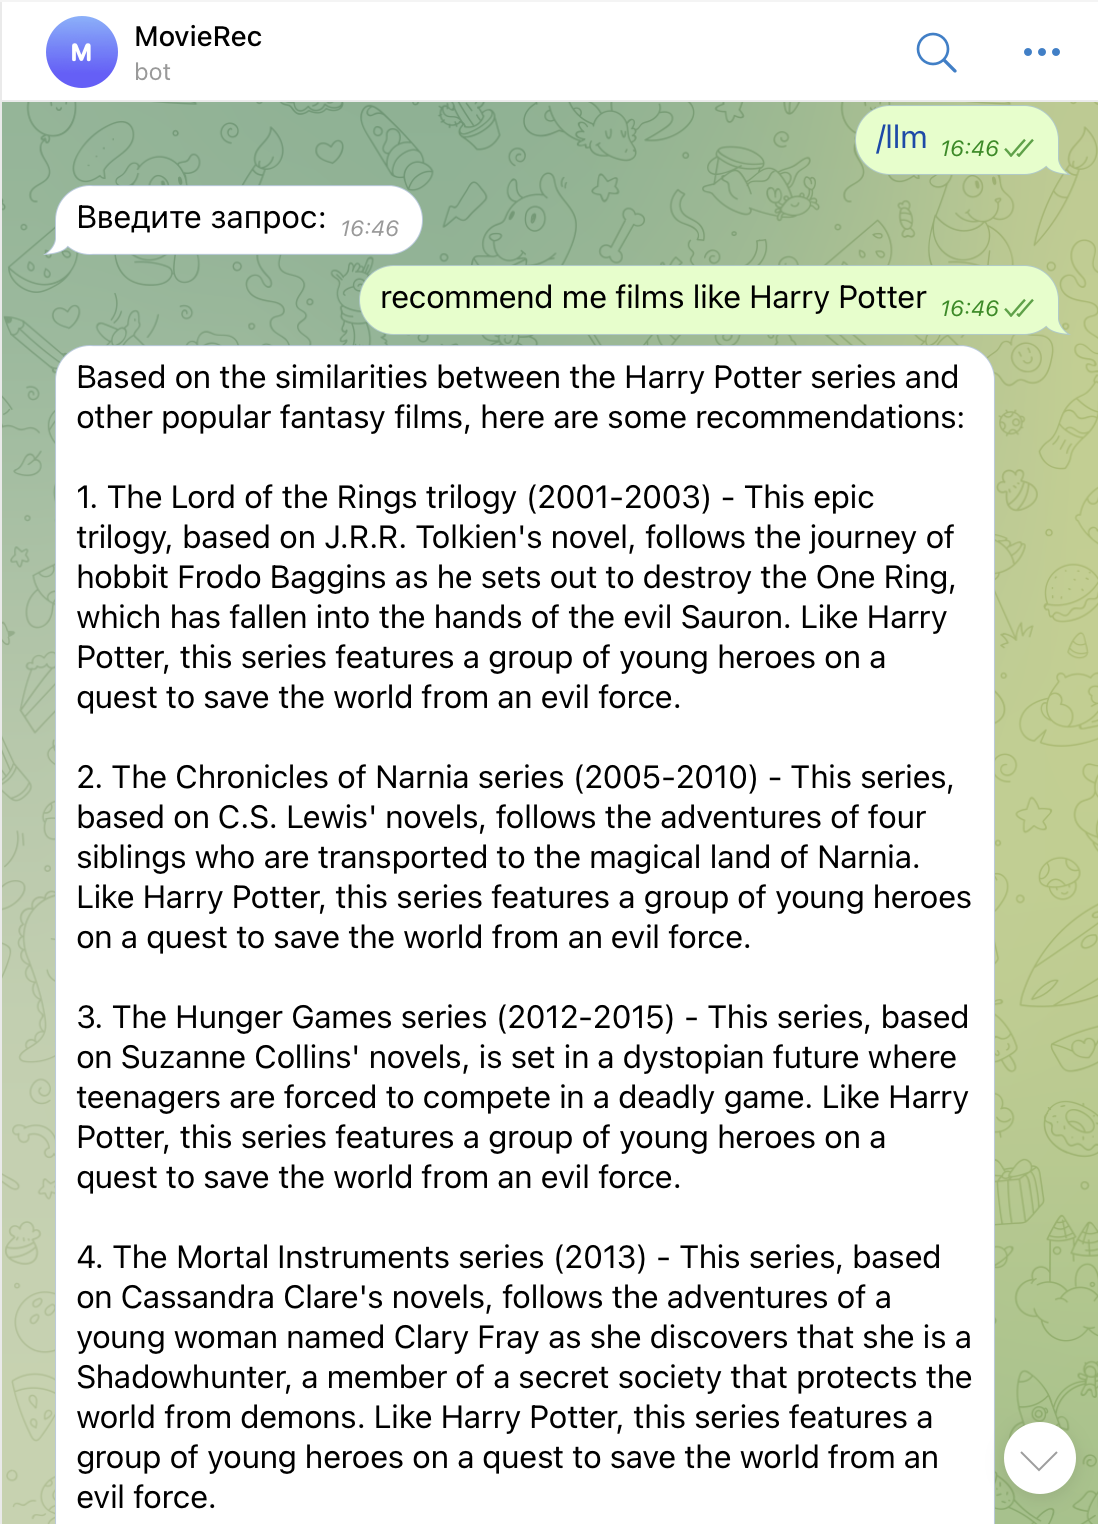 M
MovieRec
bot
/llm 16:46
Введите запрос: 16:46
recommend me films like Harry Potter 16:46
Based on the similarities between the Harry Potter series and
other popular fantasy films, here are some recommendations:
1. The Lord of the Rings trilogy (2001-2003) - This epic
trilogy, based on J.R.R. Tolkien's novel, follows the journey of
hobbit Frodo Baggins as he sets out to destroy the One Ring,
which has fallen into the hands of the evil Sauron. Like Harry
Potter, this series features a group of young heroes on a
quest to save the world from an evil force.
2. The Chronicles of Narnia series (2005-2010) - This series,
based on C.S. Lewis' novels, follows the adventures of four
siblings who are transported to the magical land of Narnia.
Like Harry Potter, this series features a group of young heroes
on a quest to save the world from an evil force.
3. The Hunger Games series (2012-2015) - This series, based
on Suzanne Collins' novels, is set in a dystopian future where
teenagers are forced to compete in a deadly game. Like Harry
Potter, this series features a group of young heroes on a
quest to save the world from an evil force.
4. The Mortal Instruments series (2013) - This series, based
on Cassandra Clare's novels, follows the adventures of a
young woman named Clary Fray as she discovers that she is a
Shadowhunter, a member of a secret society that protects the
world from demons. Like Harry Potter, this series features a
group of young heroes on a quest to save the world from an
evil force.